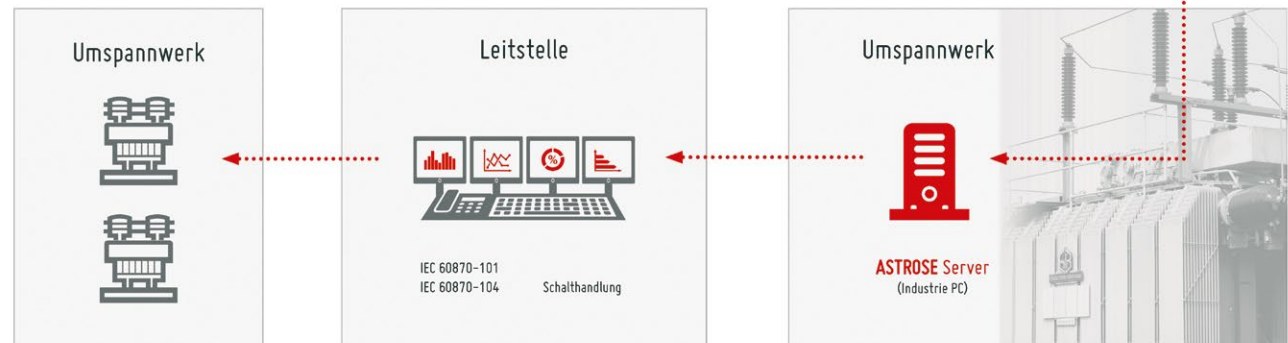 Umspannwerk
Leitstelle
IEC 60870-101
IEC 60870-104
Schalthandlung
Umspannwerk
%
ASTROSE Server
(Industrie PC)